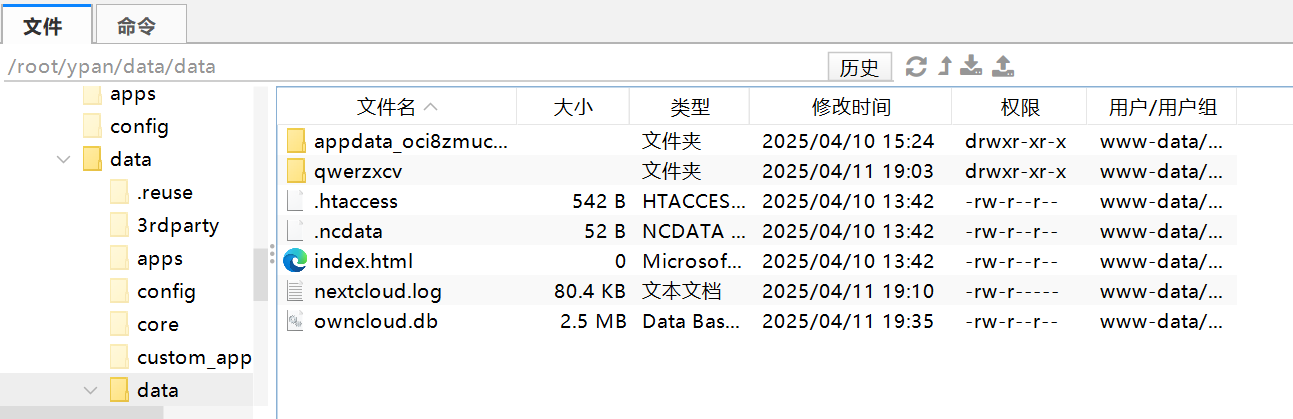 文件 命令
/root/ypan/data/data 历史
apps
config
data
.reuse
3rdparty
apps
config
core
custom_app
data
文件名 大小 类型 修改时间 权限 用户/用户组
appdata_oci8zmuc... 文件夹 2025/04/10 15:24 drwxr-xr-x www-data/...
qwerzxcv 文件夹 2025/04/11 19:03 drwxr-xr-x www-data/...
.htaccess 542 B HTACCES... 2025/04/10 13:42 -rw-r--r-- www-data/...
.ncdata 52 B NCDATA ... 2025/04/10 13:42 -rw-r--r-- www-data/...
index.html 0 Microsof... 2025/04/10 13:42 -rw-r--r-- www-data/...
nextcloud.log 80.4 KB 文本文档 2025/04/11 19:10 -rw-r----- www-data/...
owncloud.db 2.5 MB Data Bas... 2025/04/11 19:35 -rw-r--r-- www-data/...